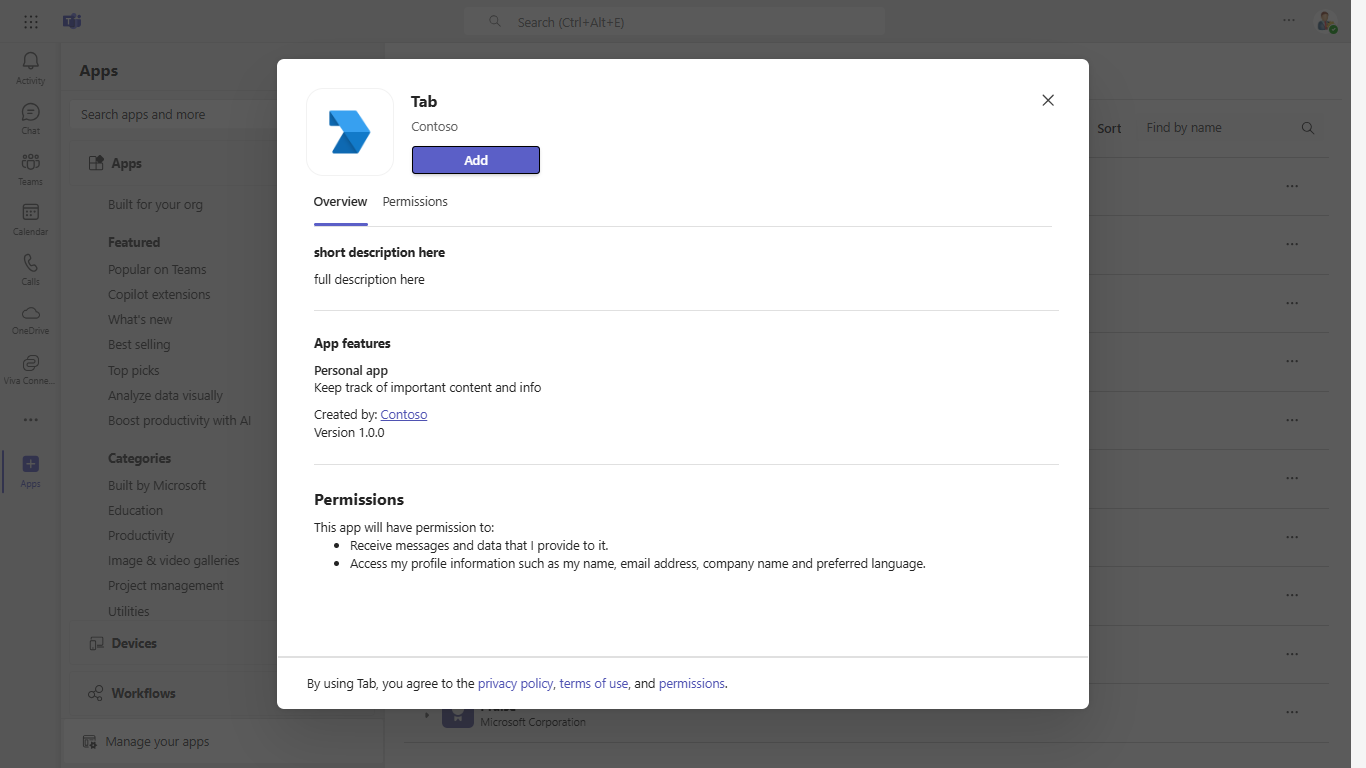 Search (Ctrl+Alt+E)
Activity
Chat
Teams
Calendar
Calls
OneDrive
Viva Conne...
Apps
Apps
Search apps and more
Apps
Built for your org
Featured
Popular on Teams
Copilot extensions
What's new
Best selling
Top picks
Analyze data visually
Boost productivity with AI
Categories
Built by Microsoft
Education
Productivity
Image & video galleries
Project management
Utilities
Devices
Workflows
Manage your apps
Sort
Find by name
Tab
Contoso
Add
Overview Permissions
short description here
full description here
App features
Personal app
Keep track of important content and info
Created by: Contoso
Version 1.0.0
Permissions
This app will have permission to:
• Receive messages and data that I provide to it.
• Access my profile information such as my name, email address, company name and preferred language.
By using Tab, you agree to the privacy policy, terms of use, and permissions.
Microsoft Corporation